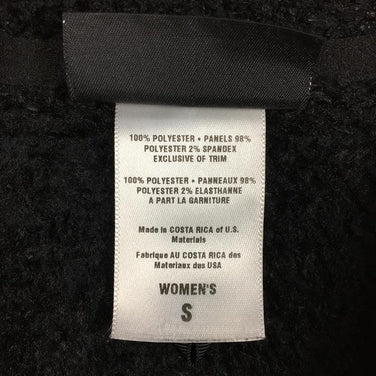 100% POLYESTER • PANELS 98%
POLYESTER 2% SPANDEX
EXCLUSIVE OF TRIM
100% POLYESTER • PANNEAUX 98%
POLYESTER 2% ELASTHANNE
A PART LA GARNITURE
Made in COSTA RICA of U.S.
Materials
Fabrique AU COSTA RICA des
Materiaux des USA
WOMEN'S
S